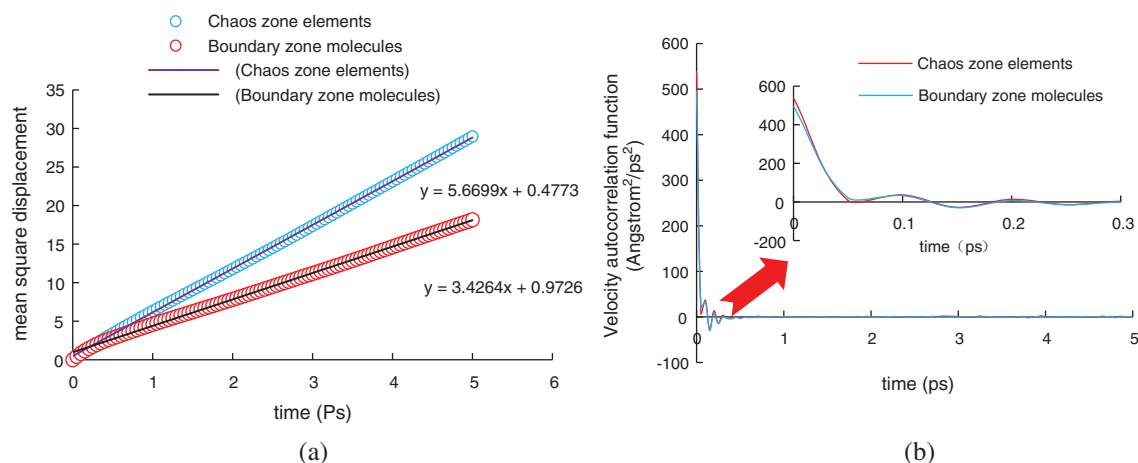 Chaos zone elements
Boundary zone molecules
(Chaos zone elements)
(Boundary zone molecules)
mean square displacement
35
30
25
20
15
10
5
0
0 1 2 3 4 5 6
y = 5.6699x + 0.4773
y = 3.4264x + 0.9726
time (Ps)
(a)
Velocity autocorrelation function
(Angstrom²/ps²)
600
500
400
300
200
100
0
-100
0 1 2 3 4 5
time (ps)
Chaos zone elements
Boundary zone molecules
600
400
200
0
-200
0 0.1 0.2 0.3
time (ps)
(b)